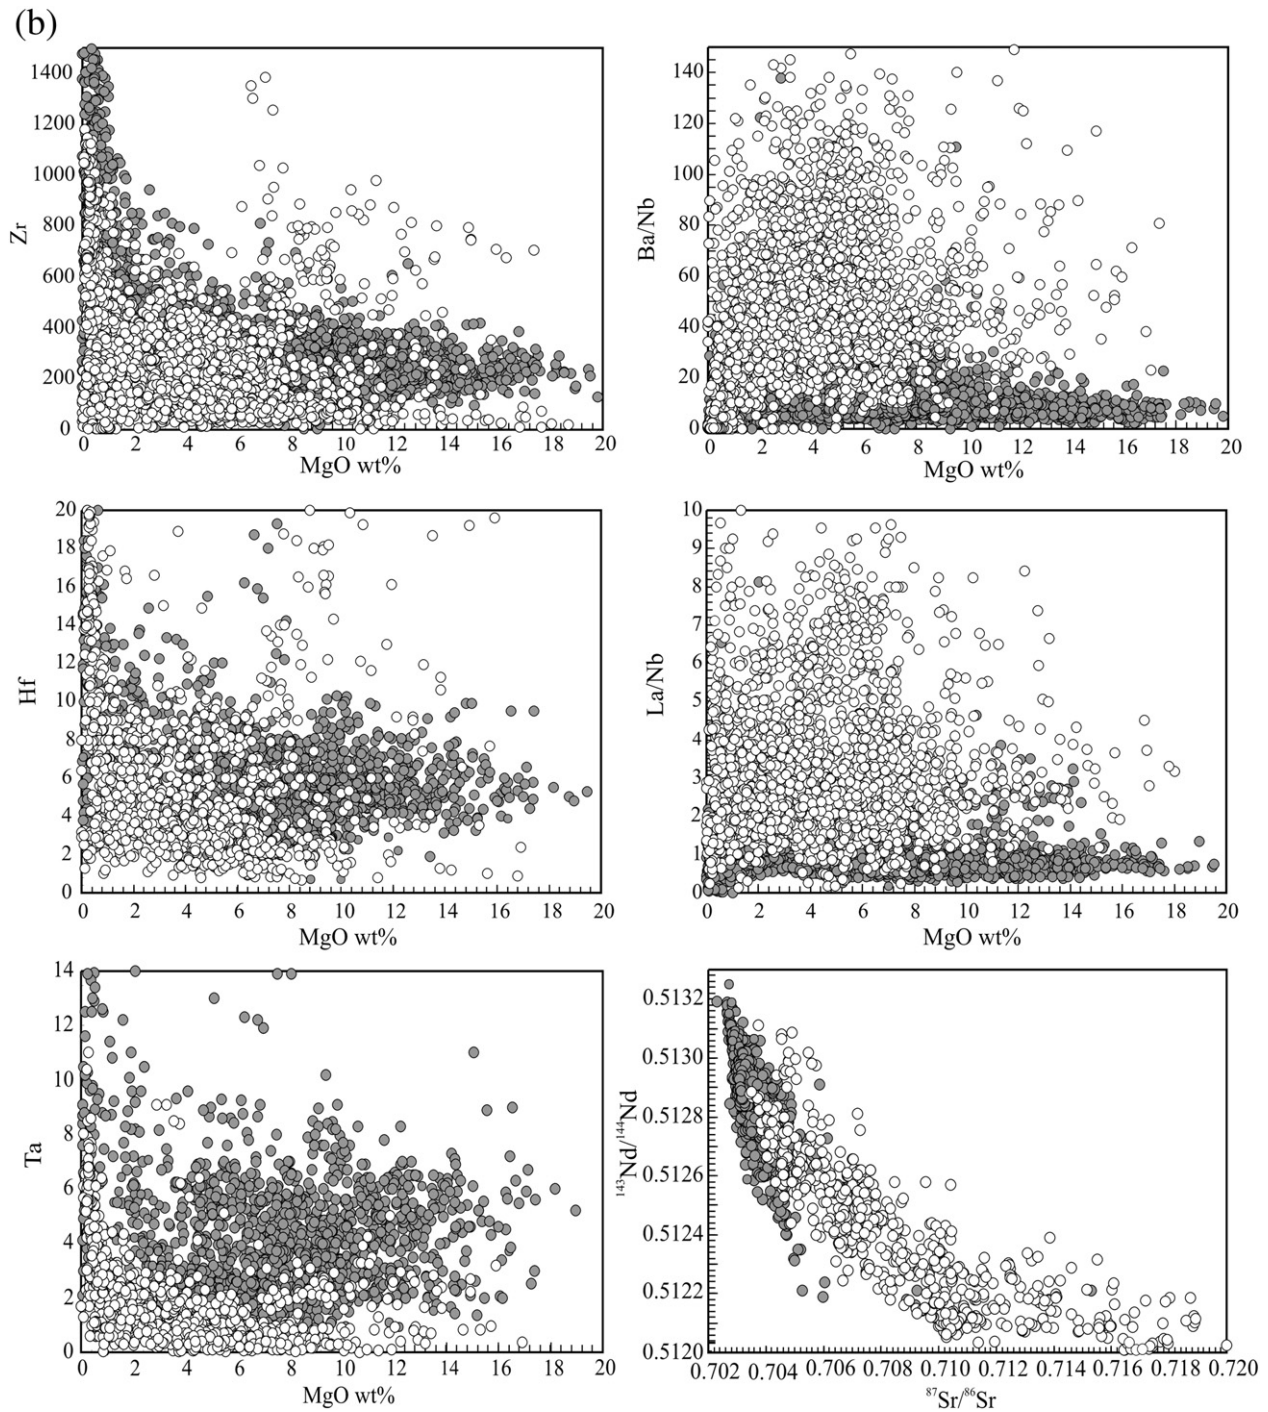 (b)
Zr
1400
1200
1000
800
600
400
200
0
0 2 4 6 8 10 12 14 16 18 20
MgO wt%
Ba/Nb
140
120
100
80
60
40
20
0
0 2 4 6 8 10 12 14 16 18 20
MgO wt%
Hf
20
18
16
14
12
10
8
6
4
2
0
0 2 4 6 8 10 12 14 16 18 20
MgO wt%
La/Nb
10
9
8
7
6
5
4
3
2
1
0
0 2 4 6 8 10 12 14 16 18 20
MgO wt%
Ta
14
12
10
8
6
4
2
0
0 2 4 6 8 10 12 14 16 18 20
MgO wt%
¹⁴³Nd/¹⁴⁴Nd
0.5132
0.5130
0.5128
0.5126
0.5124
0.5122
0.5120
0.702 0.704 0.706 0.708 0.710 0.712 0.714 0.716 0.718 0.720
⁸⁷Sr/⁸⁶Sr